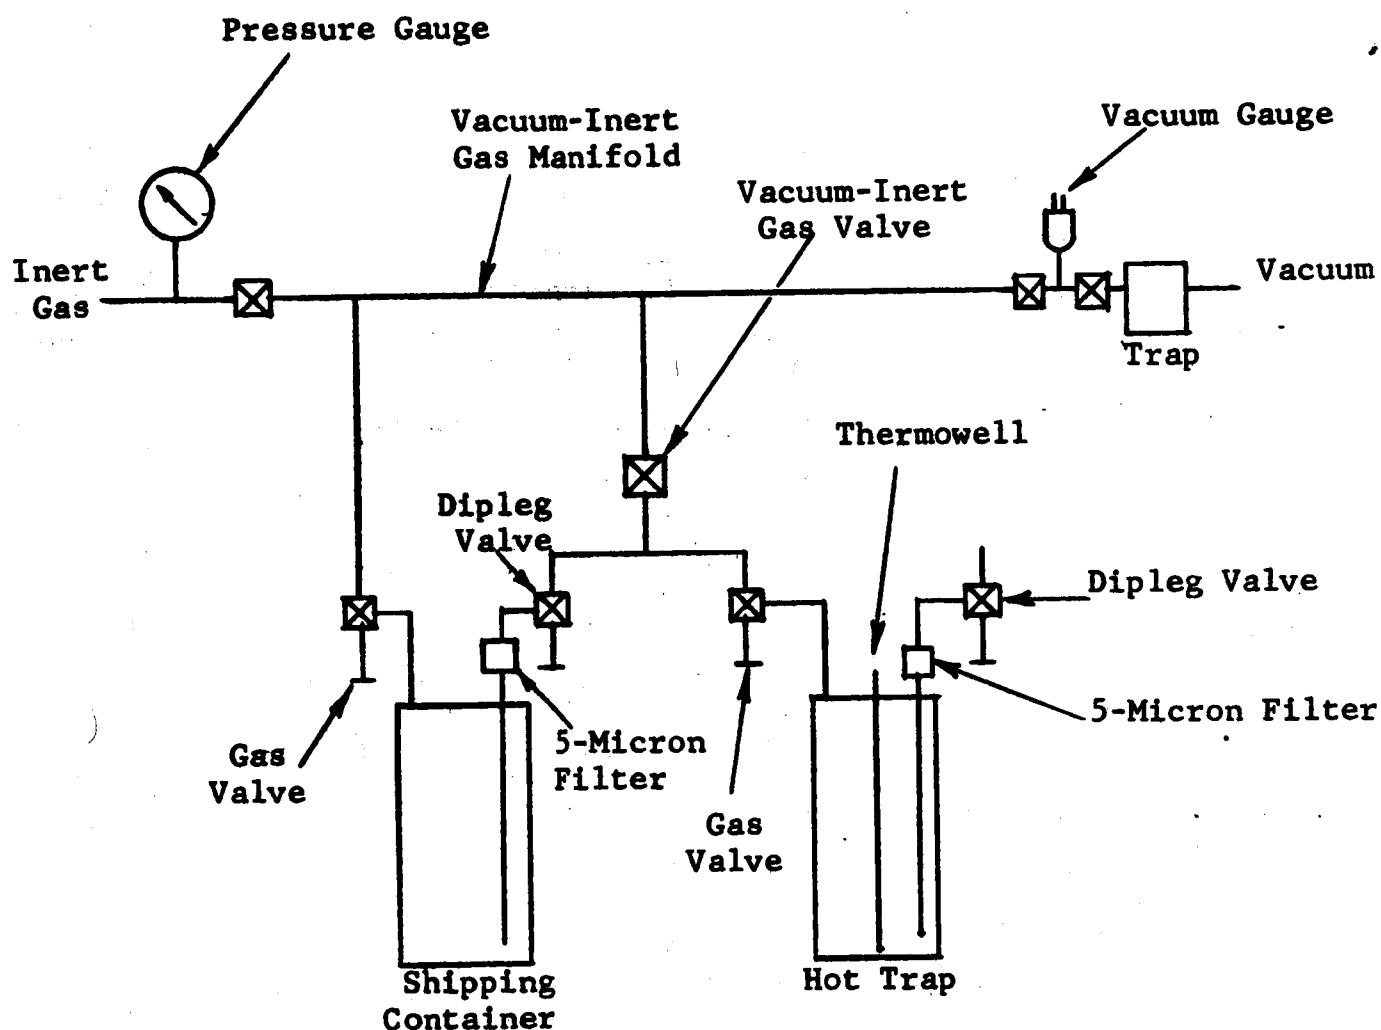 Pressure Gauge
Vacuum-Inert
Gas Manifold
Vacuum Gauge
Vacuum-Inert
Gas Valve
Inert
Gas
Vacuum
Trap
Thermowell
Dipleg
Valve
Dipleg Valve
5-Micron Filter
Gas
Valve
5-Micron
Filter
Gas
Valve
Shipping
Container
Hot Trap